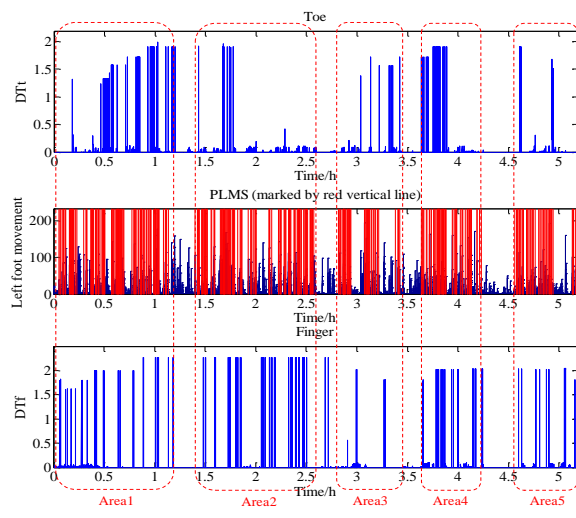 Toe
DTt
2
1.5
1
0.5
0
0 0.5 1 1.5 2 2.5 3 3.5 4 4.5 5
Time/h
PLMS (marked by red vertical line)
Left foot movement
200
100
0
0 0.5 1 1.5 2 2.5 3 3.5 4 4.5 5
Time/h
Finger
DTf
2
1.5
1
0.5
0
0 0.5 1 1.5 2 2.5 3 3.5 4 4.5 5
Time/h
Area1 Area2 Area3 Area4 Area5